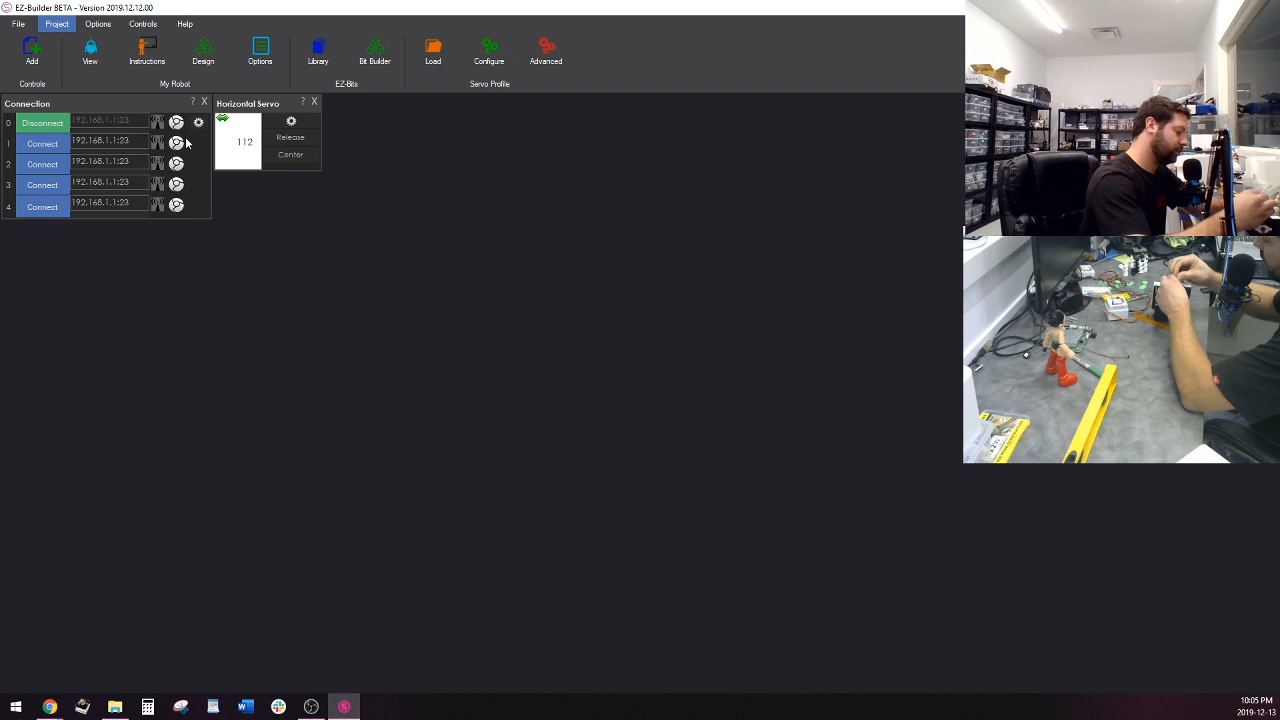 EZ-Builder BETA - Version 2019.12.12.00
File Project Options Controls Help
Add View Instructions Design Options Library Bit Builder Load Configure Advanced
Controls My Robot EZ-Bits Servo Profile
Connection ? X
0 Disconnect 192.168.1.1:23
1 Connect 192.168.1.1:23
2 Connect 192.168.1.1:23
3 Connect 192.168.1.1:23
4 Connect 192.168.1.1:23
Horizontal Servo ? X
112
Release
Center
10:05 PM
2019-12-13